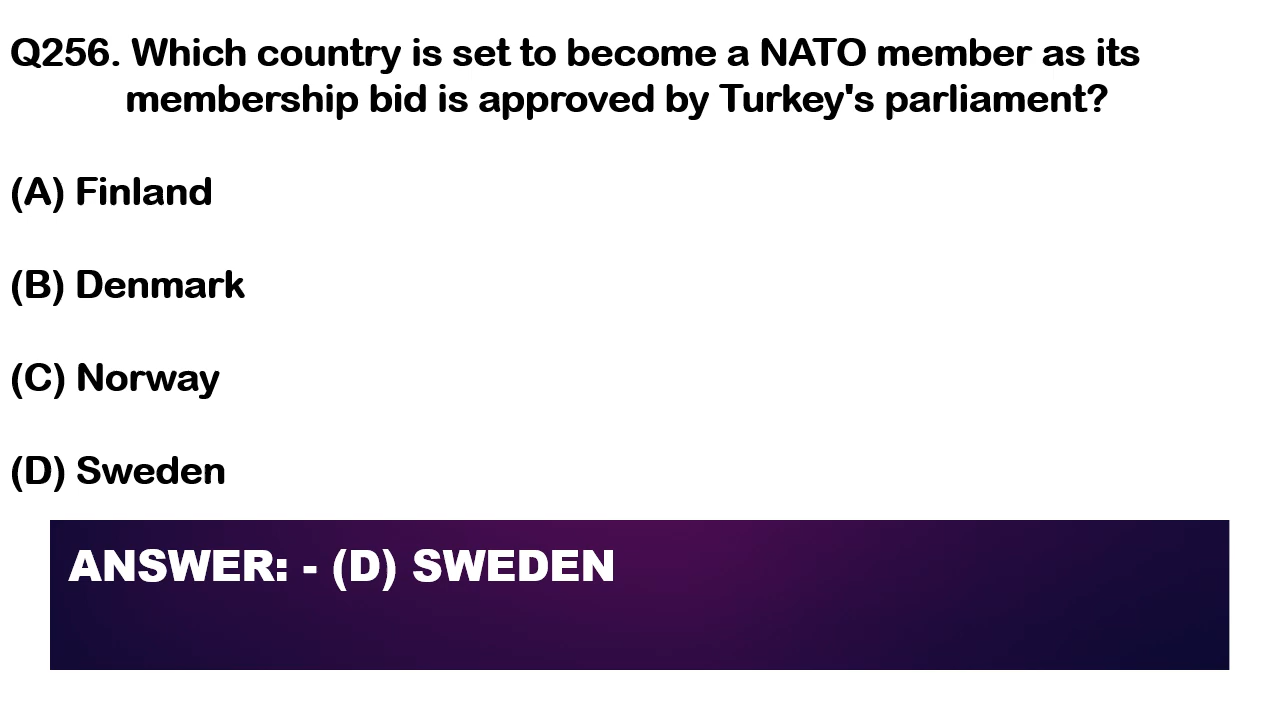 Q256. Which country is set to become a NATO member as its
membership bid is approved by Turkey's parliament?
(A) Finland
(B) Denmark
(C) Norway
(D) Sweden
ANSWER: - (D) SWEDEN